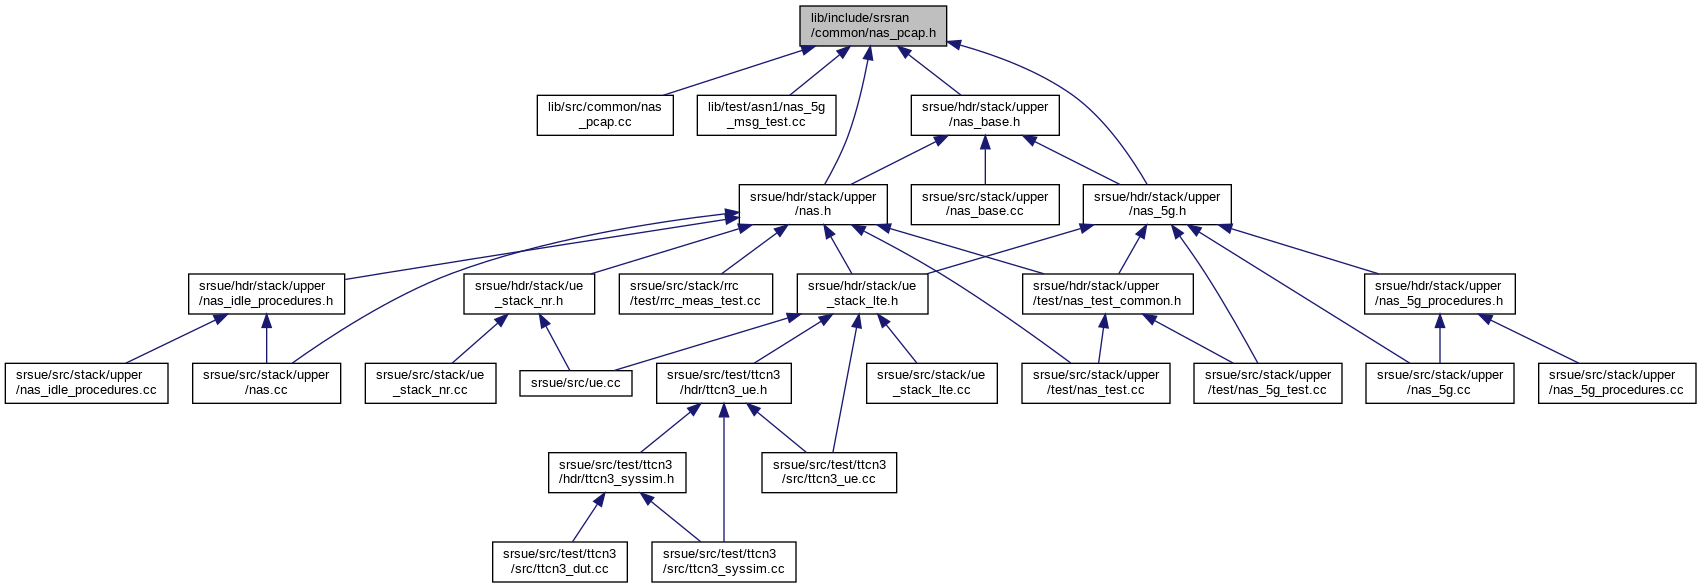 lib/include/srsran
/common/nas_pcap.h
lib/src/common/nas
_pcap.cc
lib/test/asn1/nas_5g
_msg_test.cc
srsue/hdr/stack/upper
/nas_base.h
srsue/hdr/stack/upper
/nas.h
srsue/src/stack/upper
/nas_base.cc
srsue/hdr/stack/upper
/nas_5g.h
srsue/hdr/stack/upper
/nas_idle_procedures.h
srsue/hdr/stack/ue
_stack_nr.h
srsue/src/stack/rrc
/test/rrc_meas_test.cc
srsue/hdr/stack/ue
_stack_lte.h
srsue/hdr/stack/upper
/test/nas_test_common.h
srsue/hdr/stack/upper
/nas_5g_procedures.h
srsue/src/stack/upper
/nas_idle_procedures.cc
srsue/src/stack/upper
/nas.cc
srsue/src/stack/ue
_stack_nr.cc
srsue/src/ue.cc
srsue/src/test/ttcn3
/hdr/ttcn3_ue.h
srsue/src/stack/ue
_stack_lte.cc
srsue/src/stack/upper
/test/nas_test.cc
srsue/src/stack/upper
/test/nas_5g_test.cc
srsue/src/stack/upper
/nas_5g.cc
srsue/src/stack/upper
/nas_5g_procedures.cc
srsue/src/test/ttcn3
/hdr/ttcn3_syssim.h
srsue/src/test/ttcn3
/src/ttcn3_ue.cc
srsue/src/test/ttcn3
/src/ttcn3_dut.cc
srsue/src/test/ttcn3
/src/ttcn3_syssim.cc